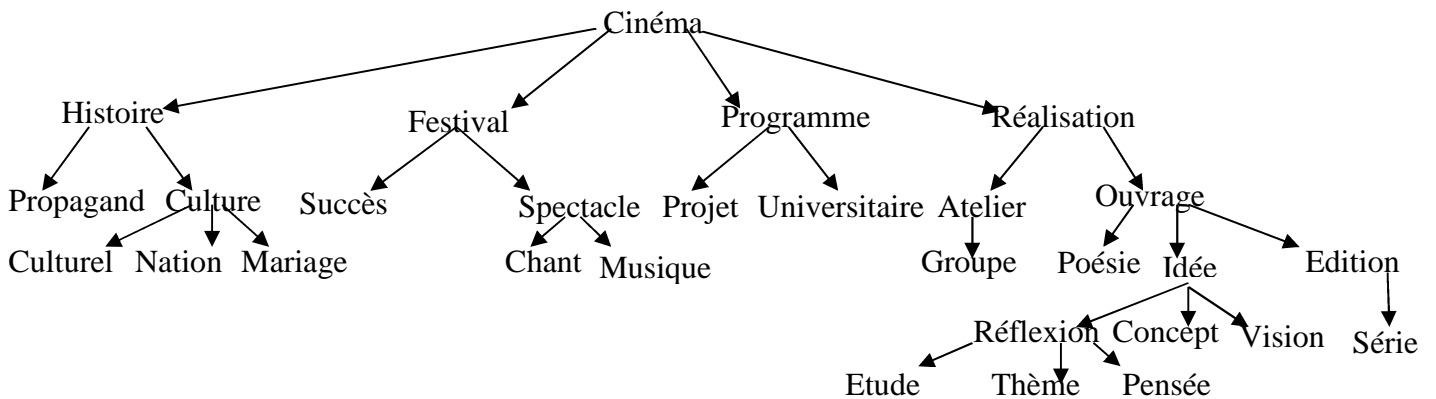 Cinéma
Histoire Festival Programme Réalisation
Propagand Culture Succès Spectacle Projet Universitaire Atelier Ouvrage
Culturel Nation Mariage Chant Musique Groupe Poésie Idée Edition
Réflexion Concept Vision Série
Etude Thème Pensée